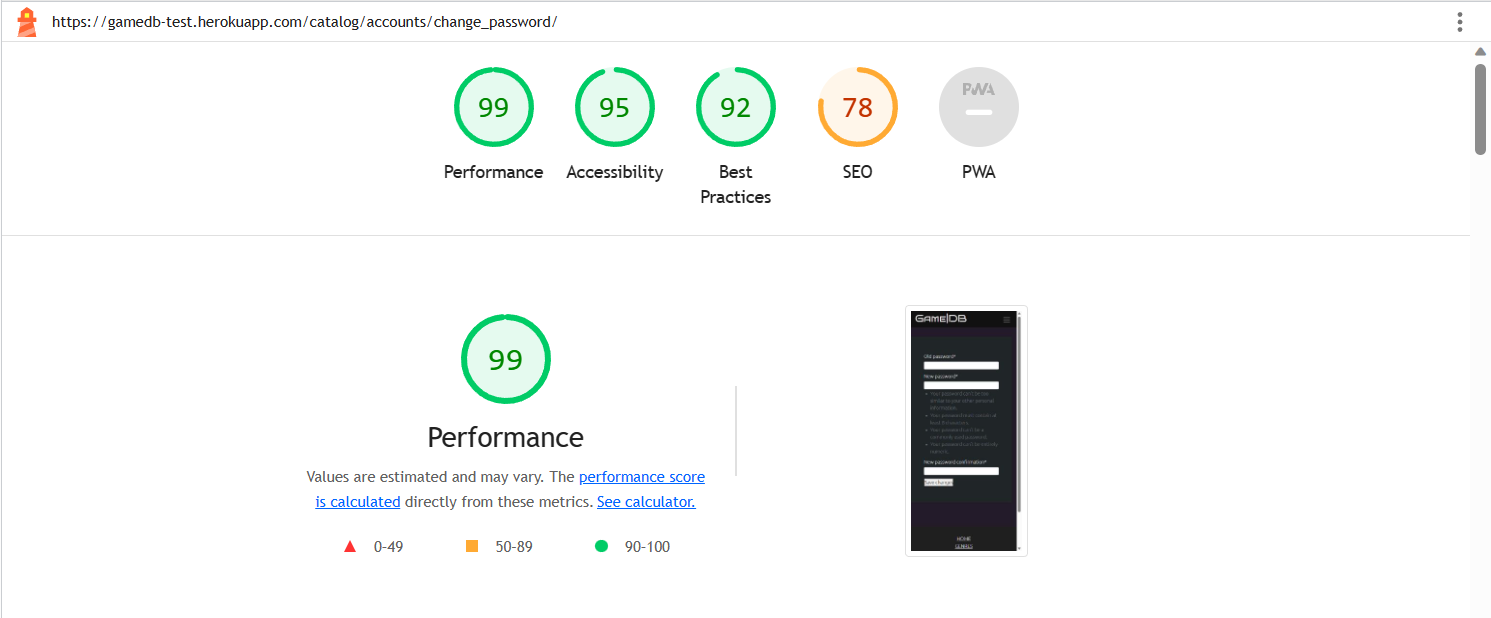 https://gamedb-test.herokuapp.com/catalog/accounts/change_password/
99
95
92
78
PWA
Performance
Accessibility
Best
Practices
SEO
PWA
99
Performance
Values are estimated and may vary. The performance score
is calculated directly from these metrics. See calculator.
0-49
50-89
90-100
GAME|DB
Old password*
New password*
New password confirmation*
Save changes
HOME
GENRES